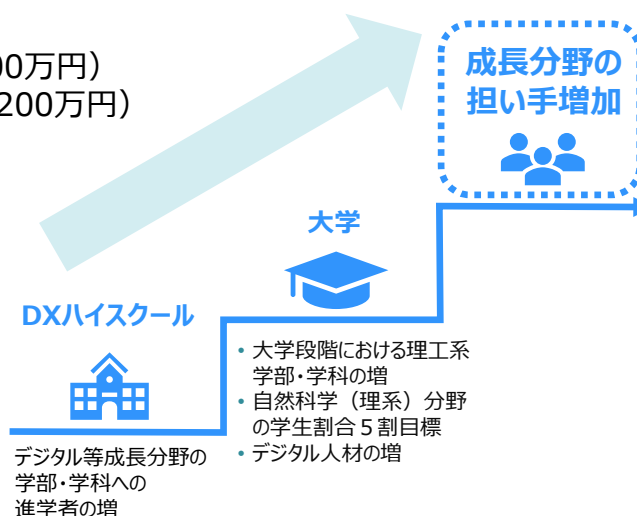 00万円）
200万円）
成長分野の
担い手増加
大学
DXハイスクール
• 大学段階における理工系
学部・学科の増
• 自然科学（理系）分野
の学生割合５割目標
• デジタル人材の増
デジタル等成長分野の
学部・学科への
進学者の増